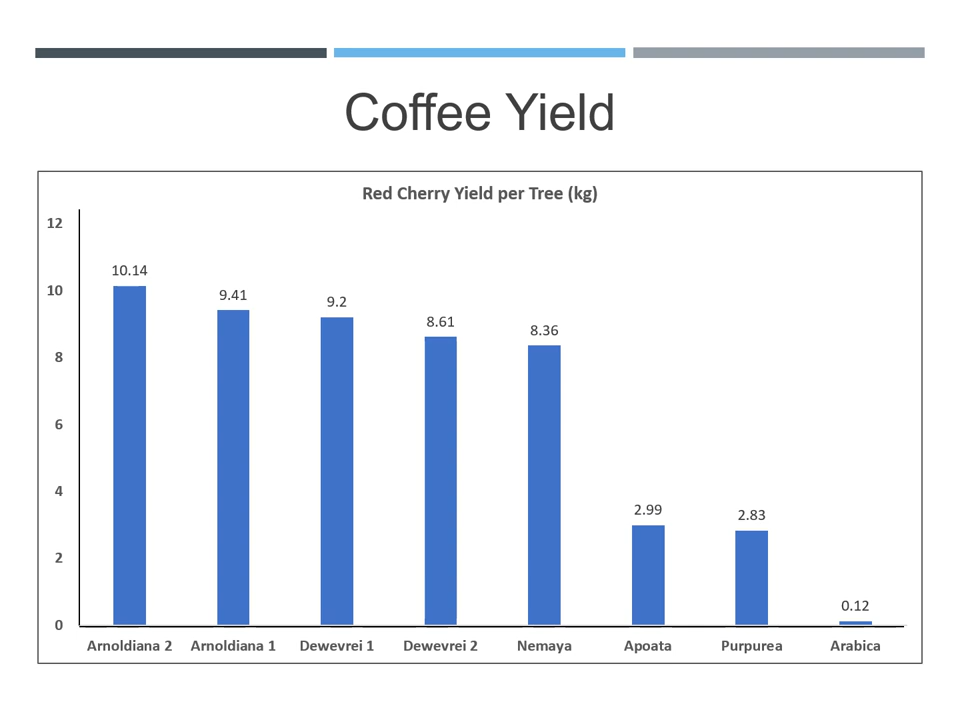 Coffee Yield
Red Cherry Yield per Tree (kg)
12
10
8
6
4
2
0
10.14
9.41
9.2
8.61
8.36
2.99
2.83
0.12
Arnoldiana 2
Arnoldiana 1
Dewevrei 1
Dewevrei 2
Nemaya
Apoata
Purpurea
Arabica